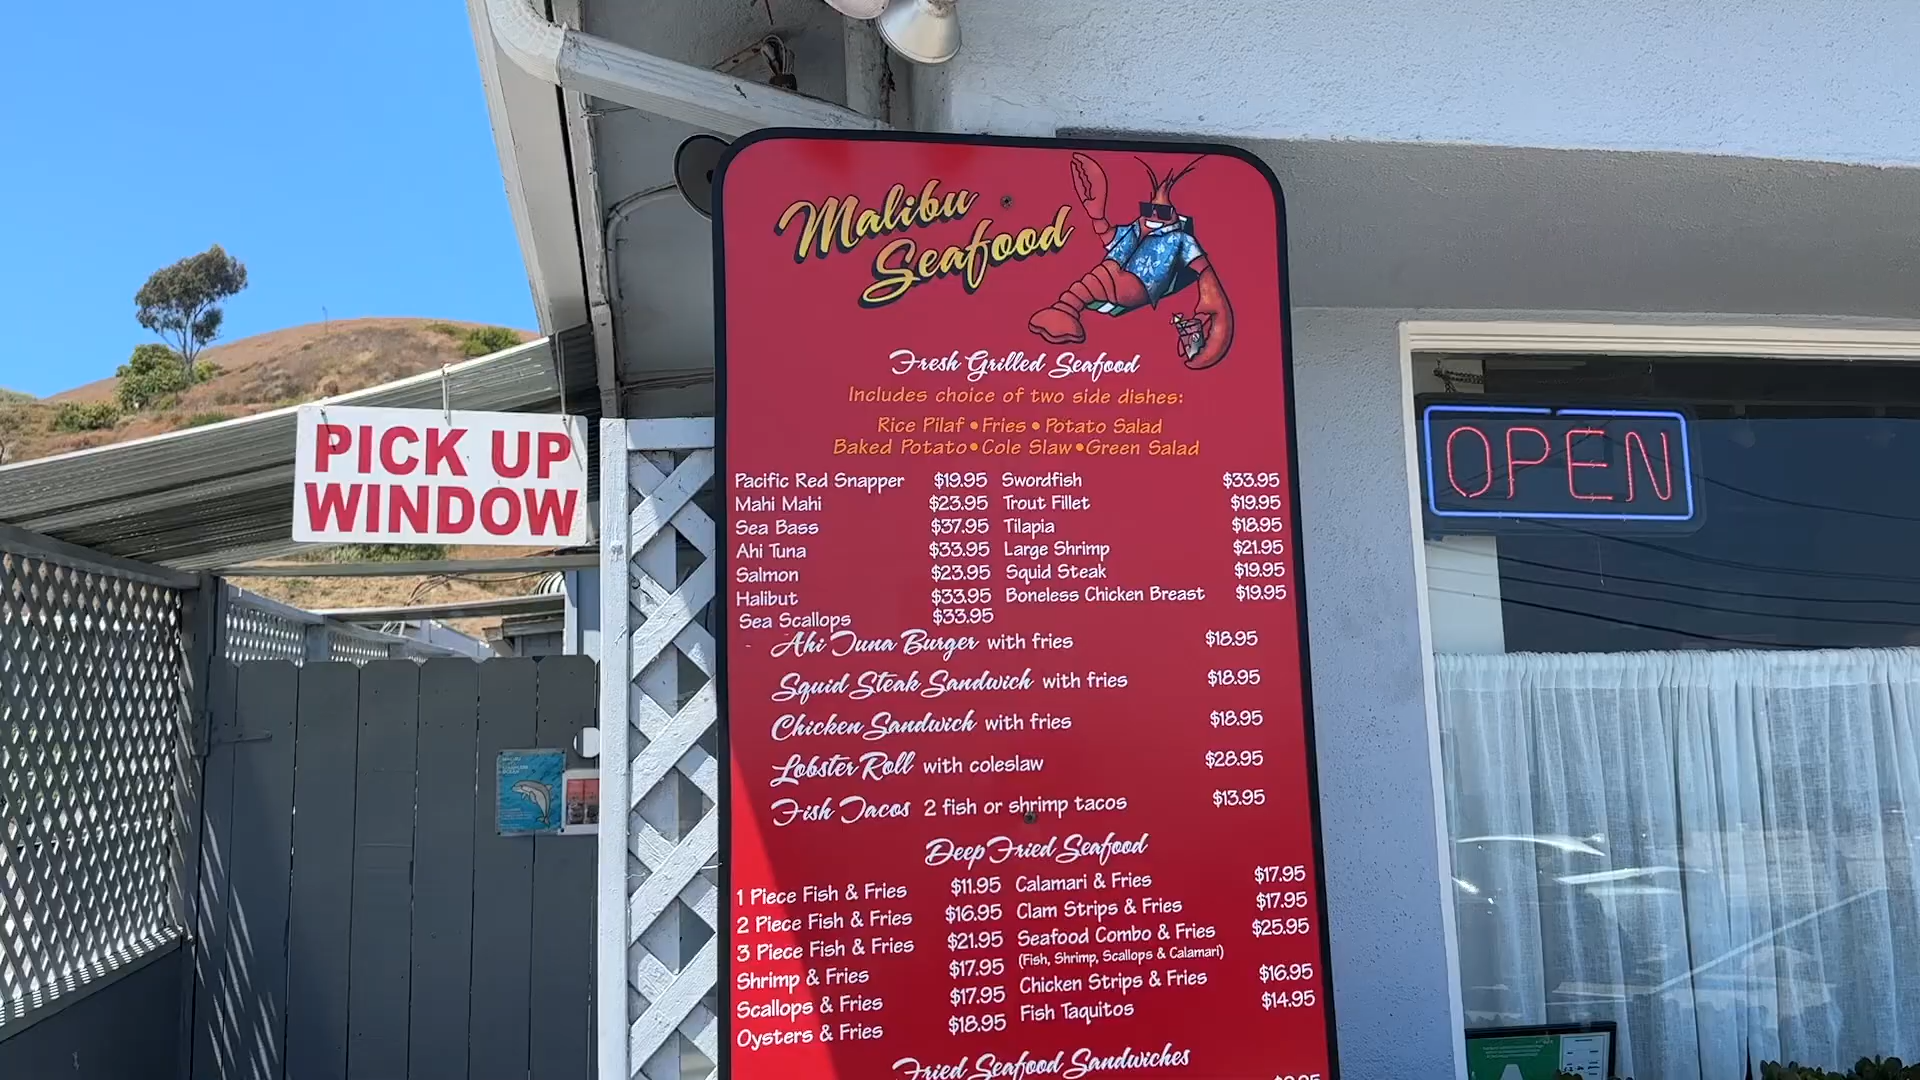 Malibu
Seafood
Fresh Grilled Seafood
Includes choice of two side dishes:
Rice Pilaf • Fries • Potato Salad
Baked Potato • Cole Slaw • Green Salad
Pacific Red Snapper $19.95 Swordfish $33.95
Mahi Mahi $23.95 Trout Fillet $19.95
Sea Bass $37.95 Tilapia $18.95
Ahi Tuna $33.95 Large Shrimp $21.95
Salmon $23.95 Squid Steak $19.95
Halibut $33.95 Boneless Chicken Breast $19.95
Sea Scallops $33.95
Ahi Tuna Burger with fries $18.95
Squid Steak Sandwich with fries $18.95
Chicken Sandwich with fries $18.95
Lobster Roll with coleslaw $28.95
Fish Tacos 2 fish or shrimp tacos $13.95
Deep Fried Seafood
1 Piece Fish & Fries $11.95 Calamari & Fries $17.95
2 Piece Fish & Fries $16.95 Clam Strips & Fries $17.95
3 Piece Fish & Fries $21.95 Seafood Combo & Fries $25.95
(Fish, Shrimp, Scallops & Calamari)
Shrimp & Fries $17.95 Chicken Strips & Fries $16.95
Scallops & Fries $17.95 Fish Taquitos $14.95
Oysters & Fries $18.95
Fried Seafood Sandwiches
PICK UP
WINDOW
OPEN